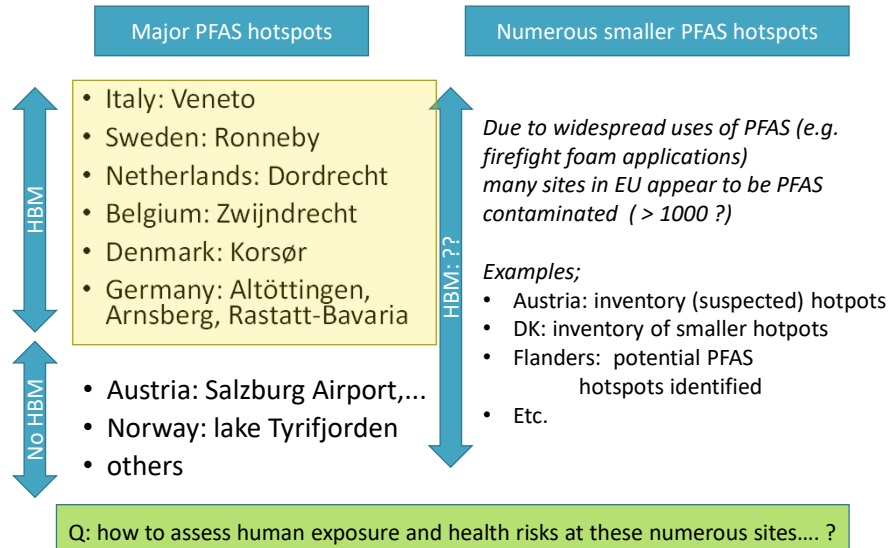 Major PFAS hotspots
Numerous smaller PFAS hotspots
HBM
• Italy: Veneto
• Sweden: Ronneby
• Netherlands: Dordrecht
• Belgium: Zwijndrecht
• Denmark: Korsør
• Germany: Altöttingen,
Arnsberg, Rastatt-Bavaria
No HBM
• Austria: Salzburg Airport,...
• Norway: lake Tyrifjorden
• others
HBM: ??
Due to widespread uses of PFAS (e.g.
firefight foam applications)
many sites in EU appear to be PFAS
contaminated ( > 1000 ?)
Examples;
• Austria: inventory (suspected) hotpots
• DK: inventory of smaller hotpots
• Flanders: potential PFAS
hotspots identified
• Etc.
Q: how to assess human exposure and health risks at these numerous sites.... ?